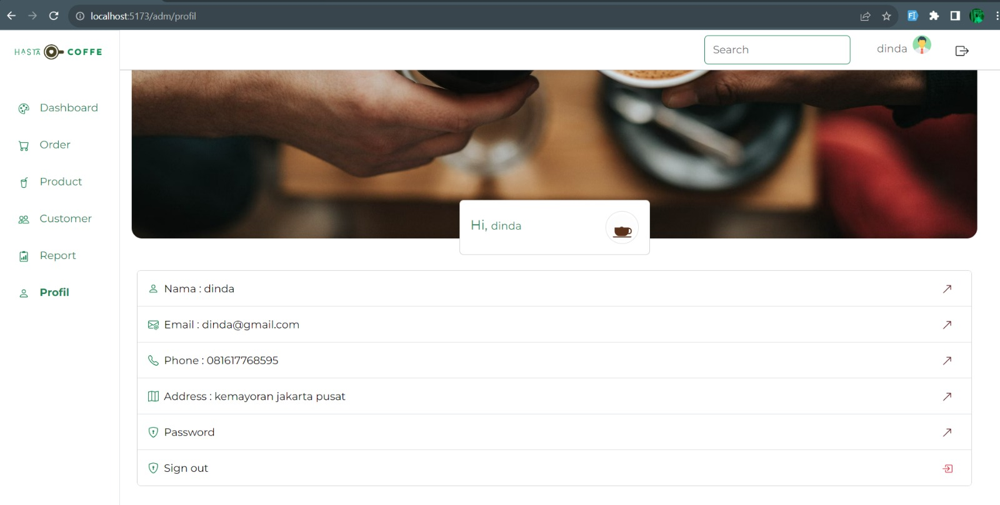 localhost:5173/adm/profil
HASTA COFFE
Search
dinda
Dashboard
Order
Product
Customer
Report
Profil
Hi, dinda
Nama : dinda
Email : dinda@gmail.com
Phone : 081617768595
Address : kemayoran jakarta pusat
Password
Sign out